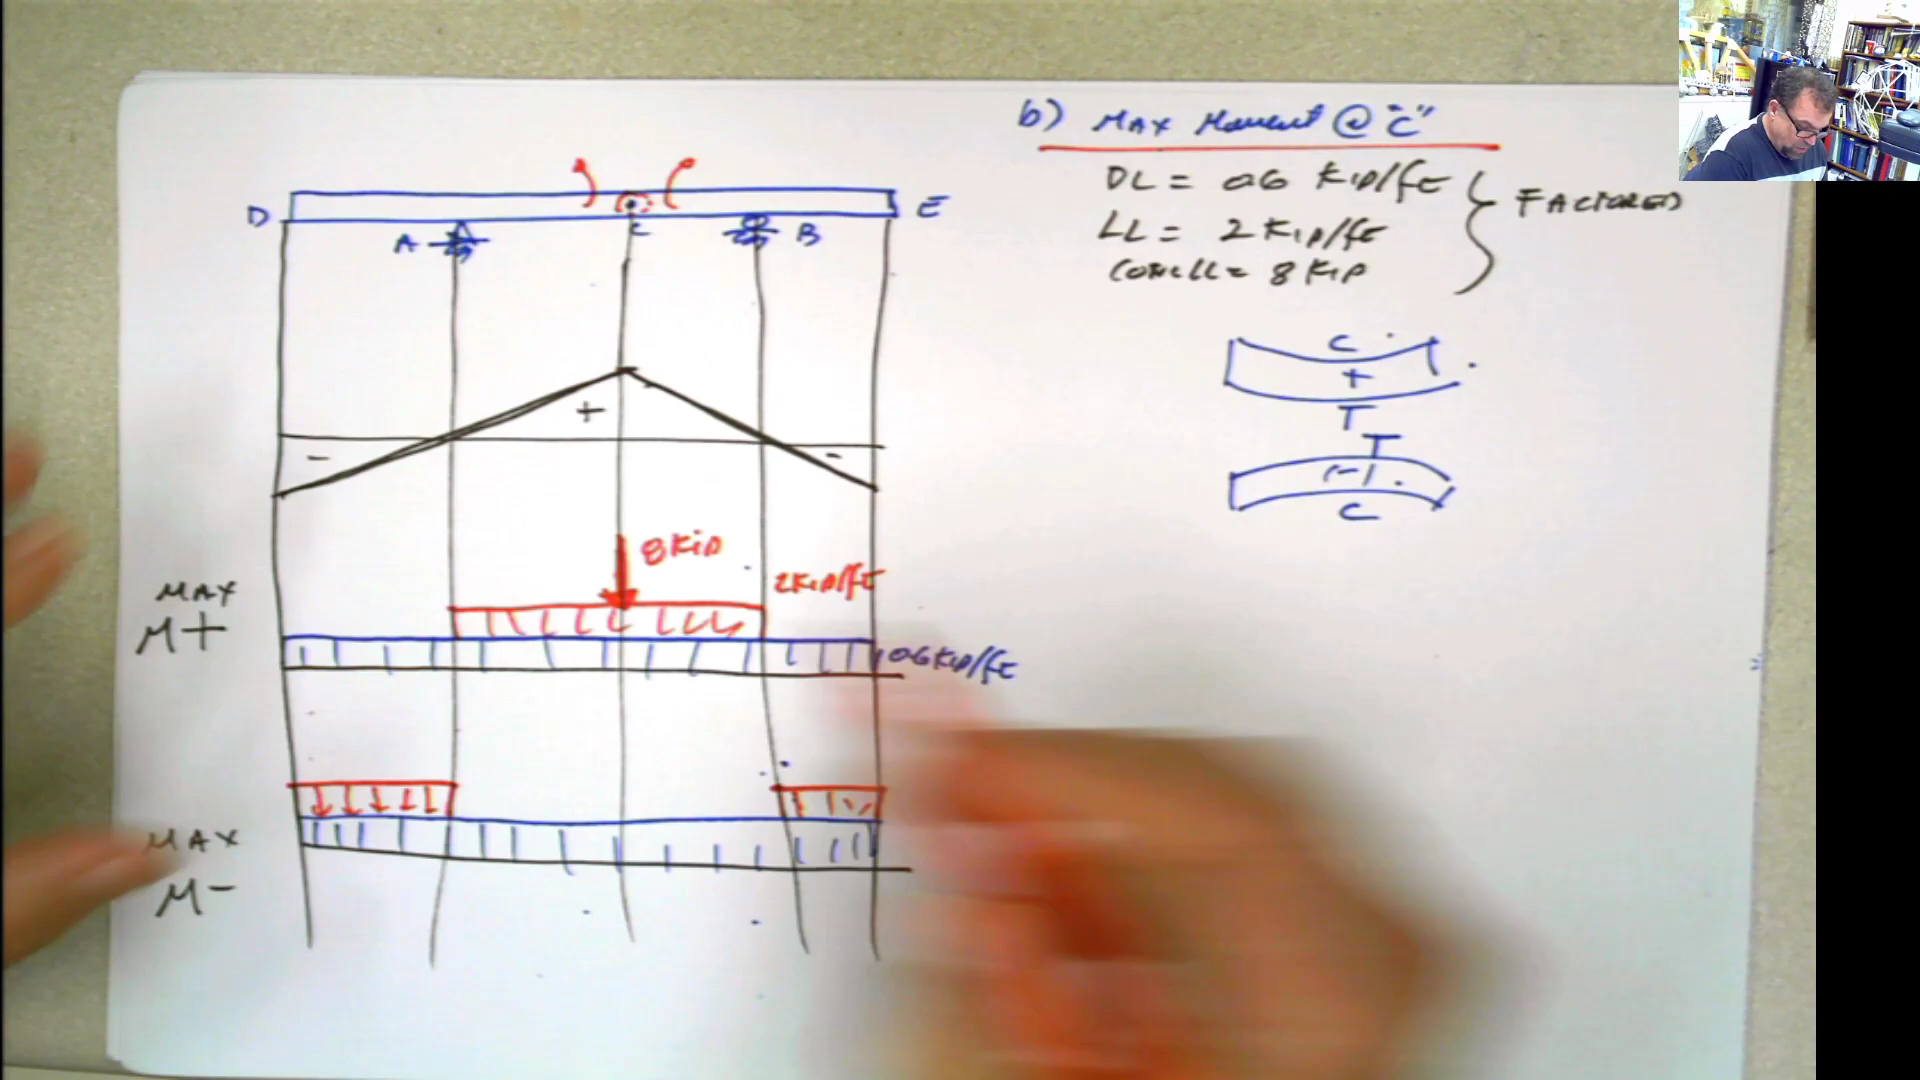 b) MAX Moment @ "C"
DL = 0.6 KIP/ft
LL = 2 KIP/ft
CONC LL = 8 KIP
} FACTORED
D
E
A
C
B
+
-
-
C
+
T
T
(-)
C
8 KIP
2 KIP/ft
MAX
M +
0.6 KIP/ft
MAX
M -